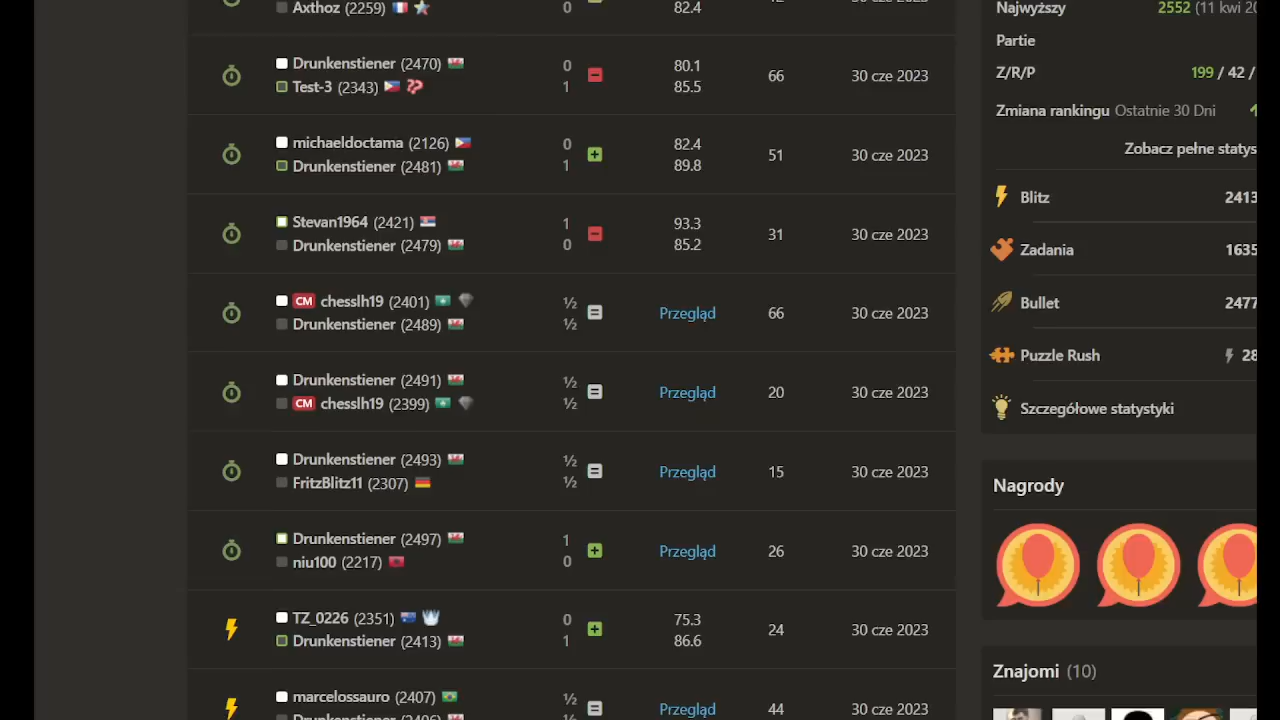 Axthoz (2259) 0 82.4
Drunkenstiener (2470) 0 80.1
Test-3 (2343) 1 85.5 66 30 cze 2023
michaeldoctama (2126) 0 82.4
Drunkenstiener (2481) 1 89.8 51 30 cze 2023
Stevan1964 (2421) 1 93.3
Drunkenstiener (2479) 0 85.2 31 30 cze 2023
CM chesslh19 (2401) ½
Drunkenstiener (2489) ½ Przegląd 66 30 cze 2023
Drunkenstiener (2491) ½
CM chesslh19 (2399) ½ Przegląd 20 30 cze 2023
Drunkenstiener (2493) ½
FritzBlitz11 (2307) ½ Przegląd 15 30 cze 2023
Drunkenstiener (2497) 1
niu100 (2217) 0 Przegląd 26 30 cze 2023
TZ_0226 (2351) 0 75.3
Drunkenstiener (2413) 1 86.6 24 30 cze 2023
marcelossauro (2407) ½ Przegląd 44 30 cze 2023
Najwyższy 2552 (11 kwi
Partie
Z/R/P 199 / 42 /
Zmiana rankingu Ostatnie 30 Dni
Zobacz pełne statys
Blitz 2413
Zadania 1635
Bullet 2477
Puzzle Rush 28
Szczegółowe statystyki
Nagrody
Znajomi (10)